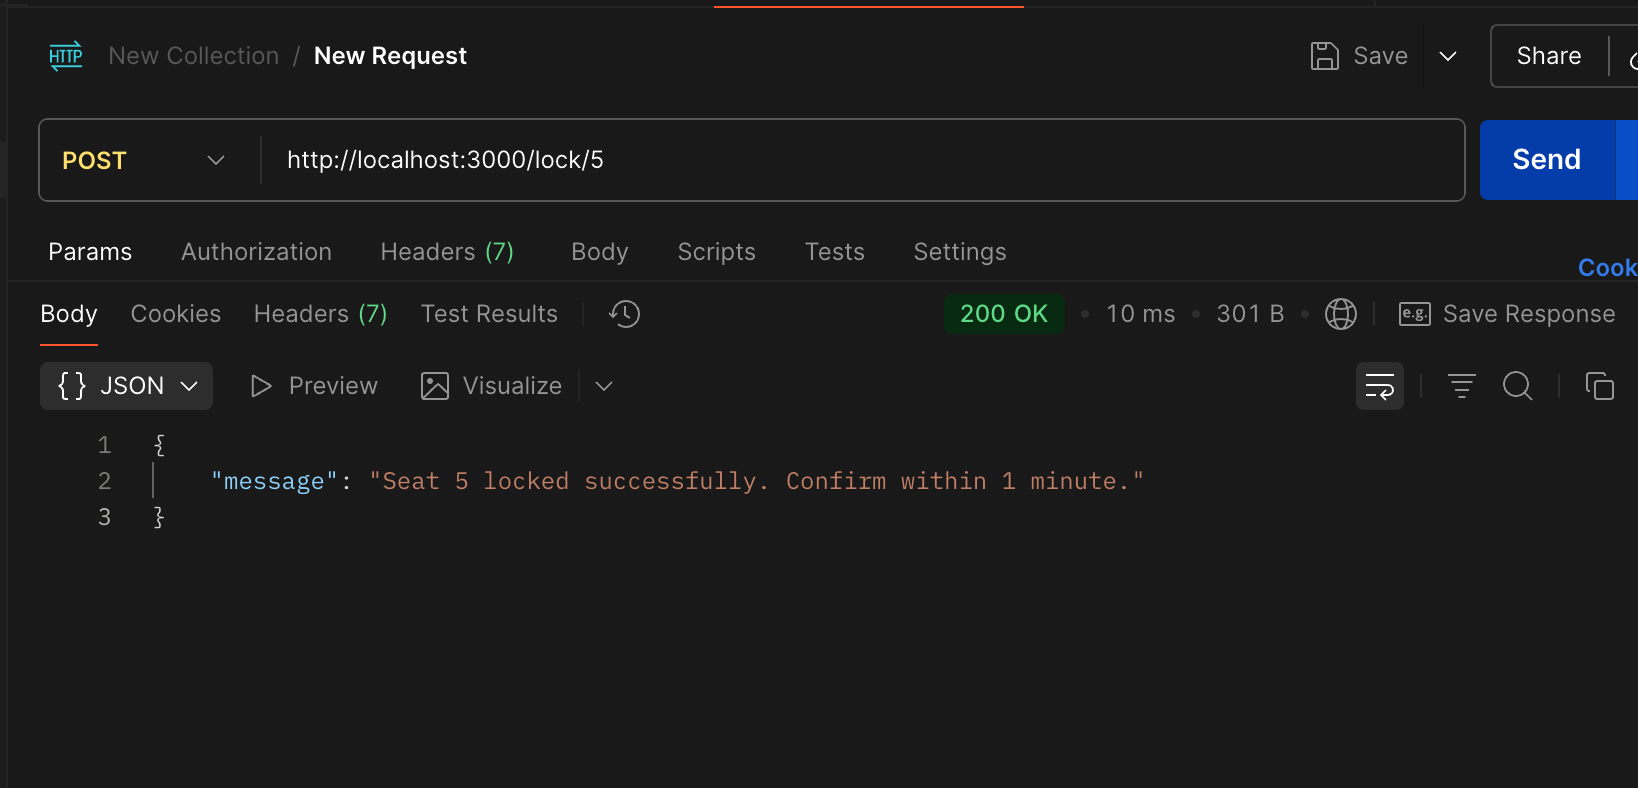 HTTP New Collection / New Request Save Share
POST http://localhost:3000/lock/5 Send
Params Authorization Headers (7) Body Scripts Tests Settings
Cook
Body Cookies Headers (7) Test Results 200 OK • 10 ms • 301 B • e.g. Save Response
{} JSON Preview Visualize
1 {
2 "message": "Seat 5 locked successfully. Confirm within 1 minute."
3 }